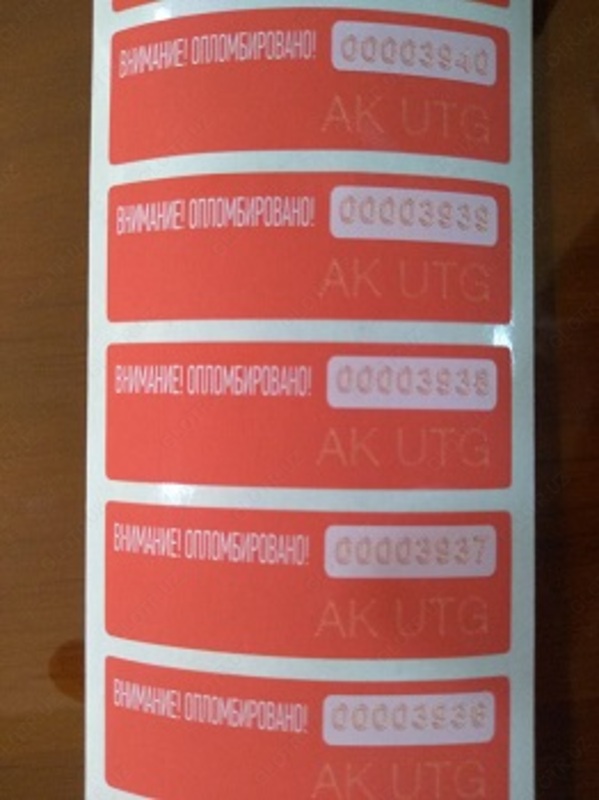 ВНИМАНИЕ! ОПЛОМБИРОВАНО! 00003940
AK UTG
ВНИМАНИЕ! ОПЛОМБИРОВАНО! 00003939
AK UTG
ВНИМАНИЕ! ОПЛОМБИРОВАНО! 00003938
AK UTG
ВНИМАНИЕ! ОПЛОМБИРОВАНО! 00003937
AK UTG
ВНИМАНИЕ! ОПЛОМБИРОВАНО! 00003936
AK UTG